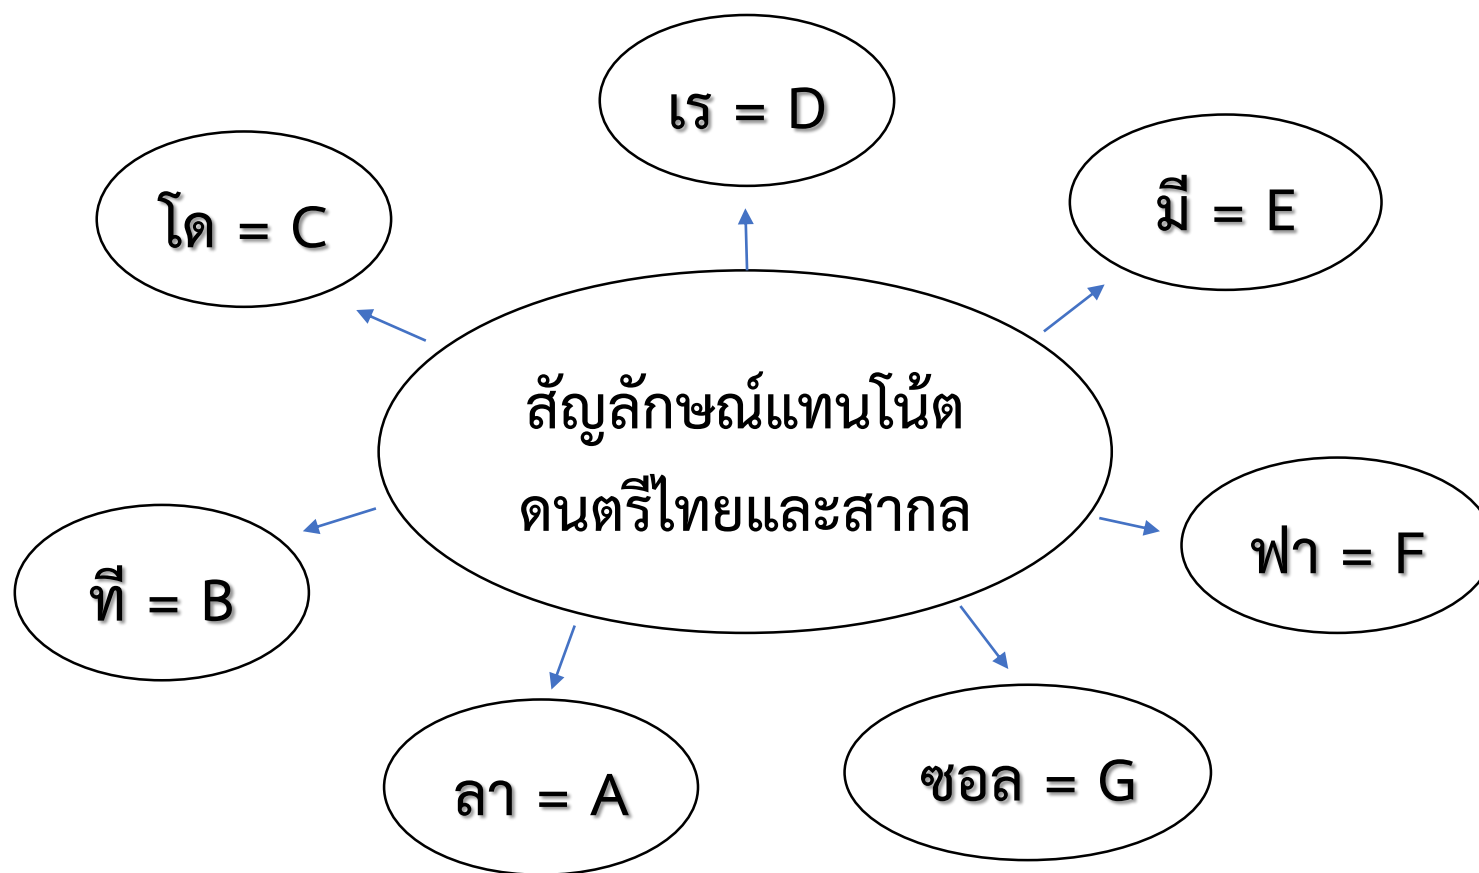 เร = D
โด = C
มี = E
สัญลักษณ์แทนโน้ต
ดนตรีไทยและสากล
ที = B
ฟา = F
ลา = A
ซอล = G